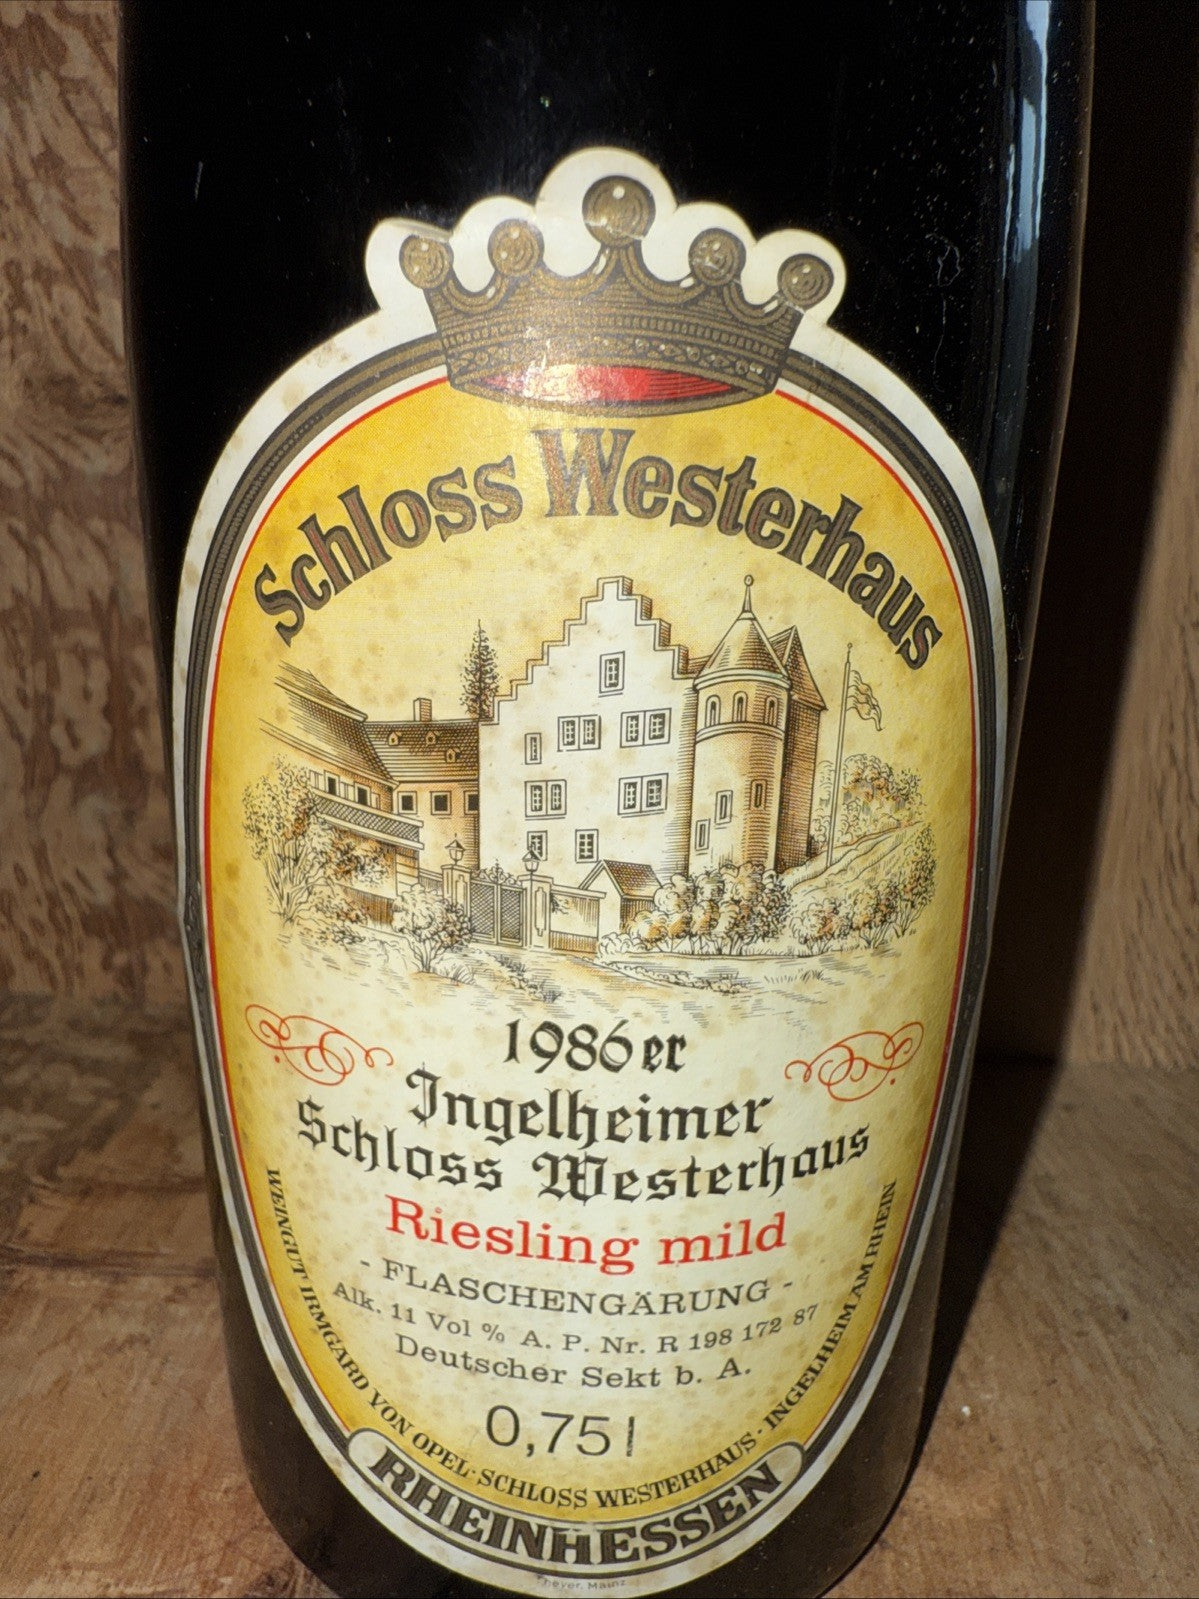 Schloss Westerhaus
1986er
Ingelheimer
Schloss Westerhaus
Riesling mild
- FLASCHENGÄRUNG -
Alk. 11 Vol % A. P. Nr. R 198 172 87
Deutscher Sekt b. A.
0,75 l
WEINGUT IRMGARD VON OPEL · SCHLOSS WESTERHAUS · INGELHEIM AM RHEIN
RHEINHESSEN
Mainz